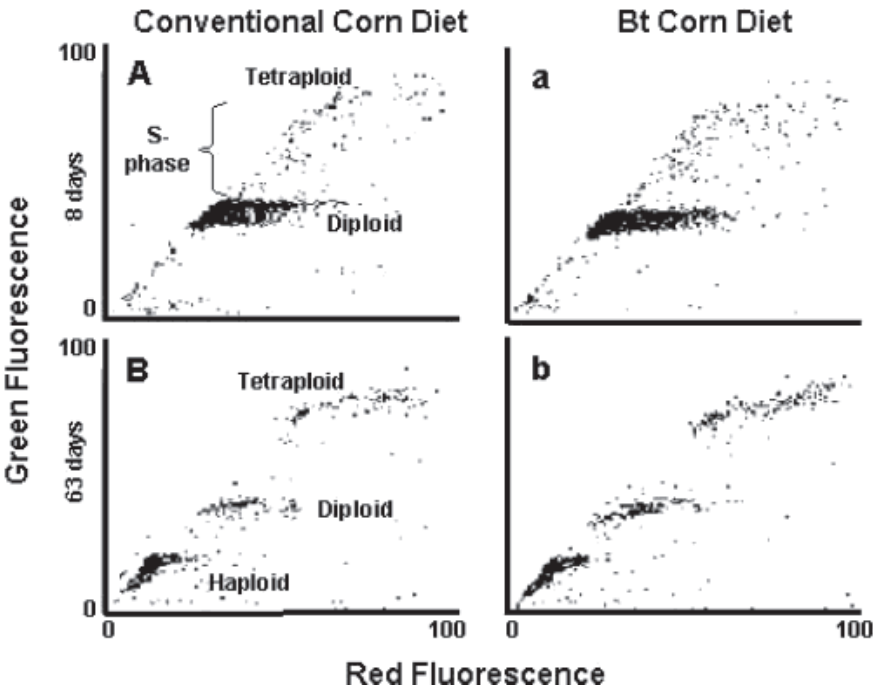 Conventional Corn Diet
Bt Corn Diet
100
A
Tetraploid
a
S-
phase
8 days
Diploid
0
Green Fluorescence
100
B
Tetraploid
b
63 days
Diploid
Haploid
0
0
100
0
100
Red Fluorescence